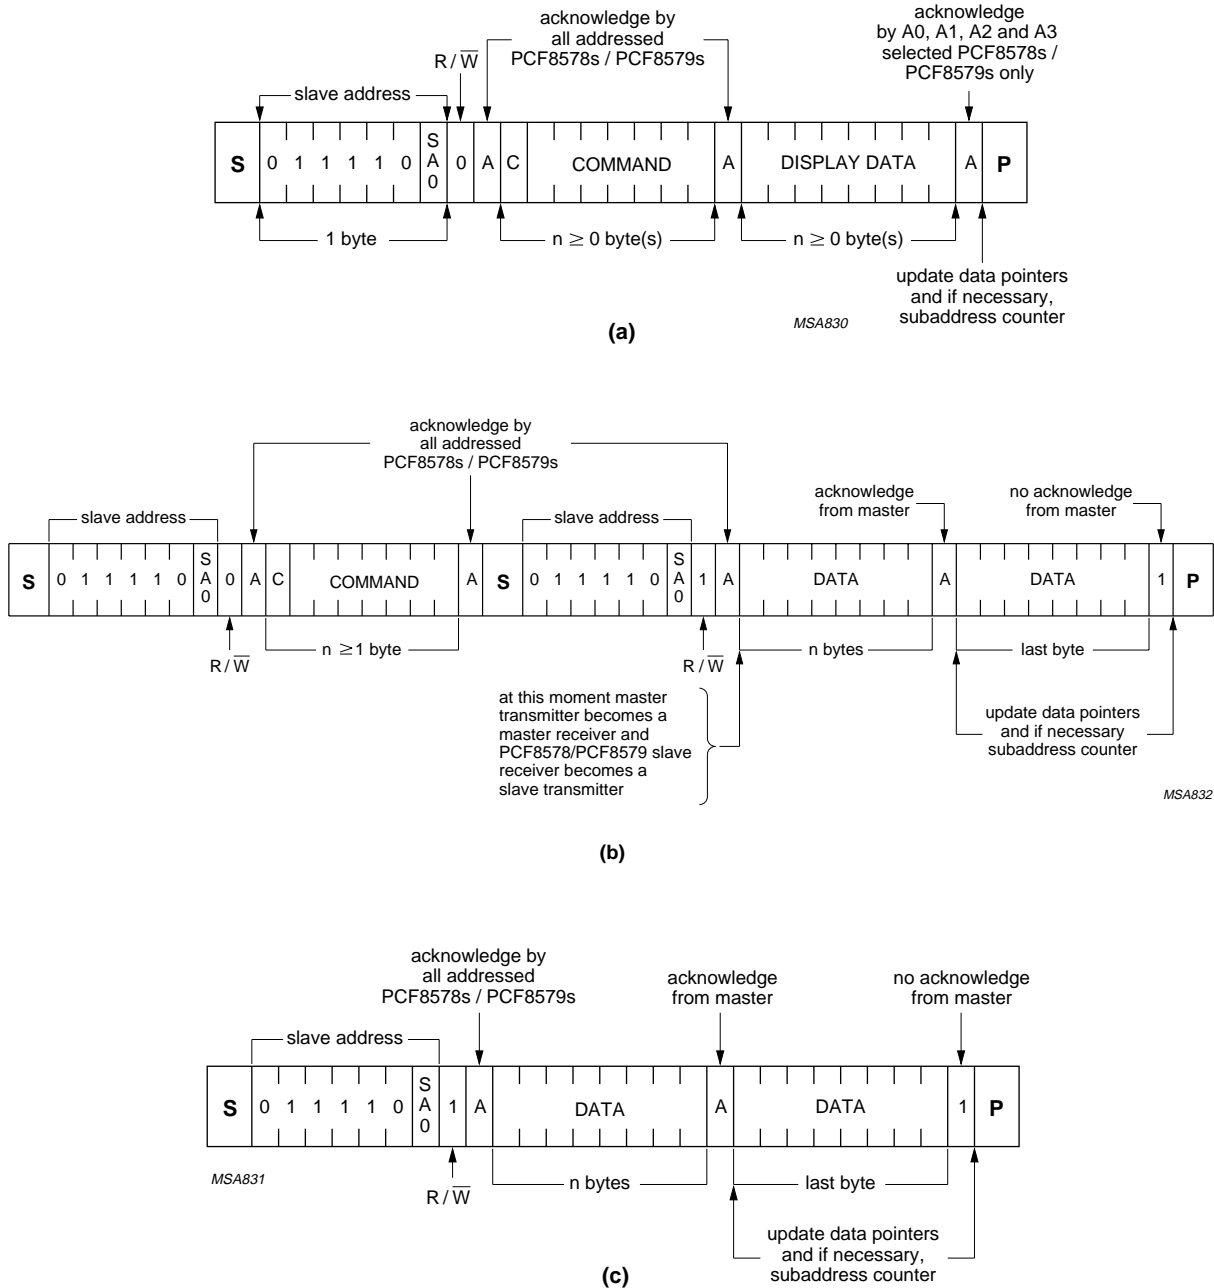 acknowledge by
all addressed
PCF8578s / PCF8579s
acknowledge
by A0, A1, A2 and A3
selected PCF8578s /
PCF8579s only
R / W
slave address
S 0 1 1 1 1 0 SA0 0 A C COMMAND A DISPLAY DATA A P
1 byte
n ≥ 0 byte(s)
n ≥ 0 byte(s)
update data pointers
and if necessary,
subaddress counter
MSA830
(a)
acknowledge by
all addressed
PCF8578s / PCF8579s
acknowledge
from master
no acknowledge
from master
slave address
slave address
S 0 1 1 1 1 0 SA0 0 A C COMMAND A S 0 1 1 1 1 0 SA0 1 A DATA A DATA 1 P
R / W
n ≥1 byte
R / W
n bytes
last byte
at this moment master
transmitter becomes a
master receiver and
PCF8578/PCF8579 slave
receiver becomes a
slave transmitter
update data pointers
and if necessary
subaddress counter
MSA832
(b)
acknowledge by
all addressed
PCF8578s / PCF8579s
acknowledge
from master
no acknowledge
from master
slave address
S 0 1 1 1 1 0 SA0 1 A DATA A DATA 1 P
MSA831
R / W
n bytes
last byte
update data pointers
and if necessary,
subaddress counter
(c)